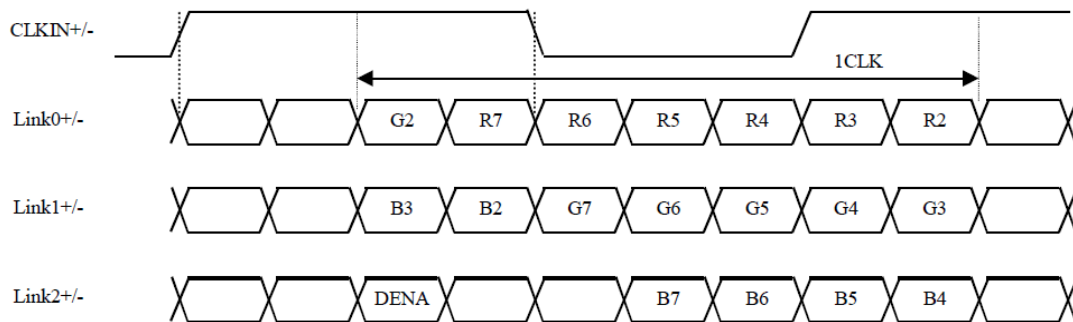 CLKIN+/-
1CLK
Link0+/- G2 R7 R6 R5 R4 R3 R2
Link1+/- B3 B2 G7 G6 G5 G4 G3
Link2+/- DENA B7 B6 B5 B4